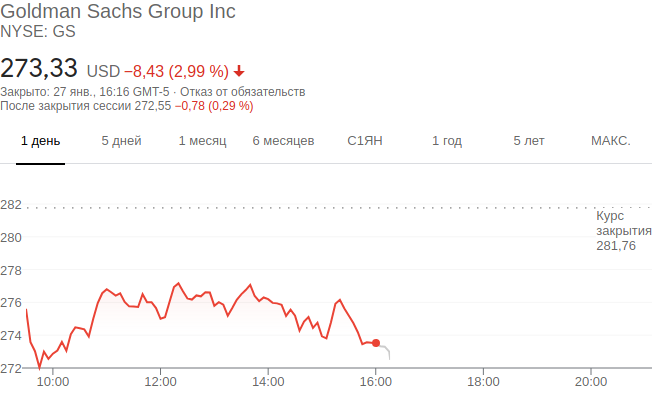 Goldman Sachs Group Inc
NYSE: GS
273,33 USD −8,43 (2,99 %)
Закрыто: 27 янв., 16:16 GMT-5 · Отказ от обязательств
После закрытия сессии 272,55 −0,78 (0,29 %)
1 день 5 дней 1 месяц 6 месяцев С1ЯН 1 год 5 лет МАКС.
282
Курс
закрытия
281,76
280
278
276
274
272
10:00 12:00 14:00 16:00 18:00 20:00